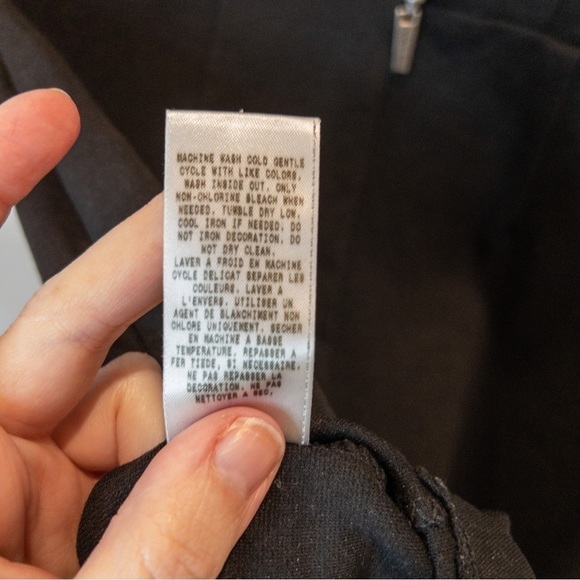 MACHINE WASH COLD GENTLE
CYCLE WITH LIKE COLORS.
WASH INSIDE OUT. ONLY
NON-CHLORINE BLEACH WHEN
NEEDED. TUMBLE DRY LOW.
COOL IRON IF NEEDED. DO
NOT IRON DECORATION. DO
NOT DRY CLEAN.
LAVER A FROID EN MACHINE
CYCLE DELICAT SEPARER LES
COULEURS. LAVER A
L'ENVERS. UTILISER UN
AGENT DE BLANCHIMENT NON
CHLORE UNIQUEMENT. SECHER
EN MACHINE A BASSE
TEMPERATURE. REPASSER A
FER TIEDE, SI NECESSAIRE.
NE PAS REPASSER LA
DECORATION. NE PAS
NETTOYER A SEC.